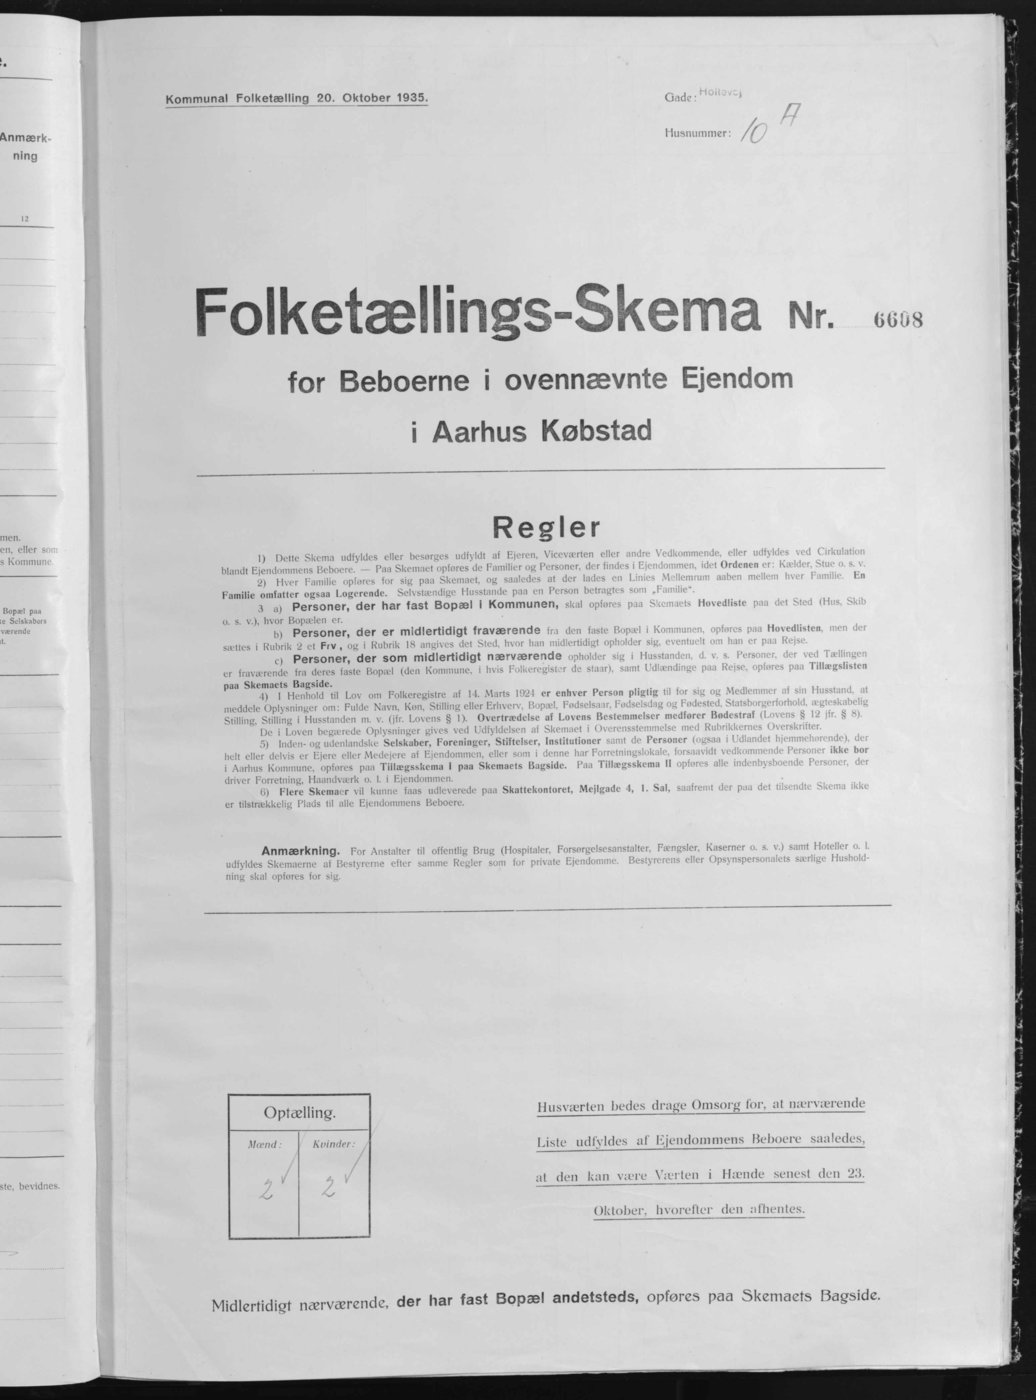 Anmærk-
ning
12
men.
en, eller som
s Kommune.
Bopæl paa
te Selskabers
værende
ste, bevidnes.
Kommunal Folketælling 20. Oktober 1935.
Gade:
Husnummer: 10 A
Folketællings-Skema Nr. 6608
for Beboerne i ovennævnte Ejendom
i Aarhus Købstad
Regler
1) Dette Skema udfyldes eller besørges udfyldt af Ejeren, Viceværten eller andre Vedkommende, eller udfyldes ved Cirkulation
blandt Ejendommens Beboere. — Paa Skemaet opføres de Familier og Personer, der findes i Ejendommen, idet Ordenen er: Kælder, Stue o. s. v.
2) Hver Familie opføres for sig paa Skemaet, og saaledes at der lades en Linies Mellemrum aaben mellem hver Familie. En
Familie omfatter ogsaa Logerende. Selvstændige Husstande paa en Person betragtes som „Familie“.
3 a) Personer, der har fast Bopæl i Kommunen, skal opføres paa Skemaets Hovedliste paa det Sted (Hus, Skib
o. s. v.), hvor Bopælen er.
b) Personer, der er midlertidigt fraværende fra den faste Bopæl i Kommunen, opføres paa Hovedlisten, men der
sættes i Rubrik 2 et Frv., og i Rubrik 18 angives det Sted, hvor han midlertidigt opholder sig, eventuelt om han er paa Rejse.
c) Personer, der som midlertidigt nærværende opholder sig i Husstanden, d. v. s. Personer, der ved Tællingen
er fraværende fra deres faste Bopæl (den Kommune, i hvis Folkeregister de staar), samt Udlændinge paa Rejse, opføres paa Tillægslisten
paa Skemaets Bagside.
4) I Henhold til Lov om Folkeregistre af 14. Marts 1924 er enhver Person pligtig til for sig og Medlemmer af sin Husstand, at
meddele Oplysninger om: Fulde Navn, Køn, Stilling eller Erhverv, Bopæl, Fødselsaar, Fødselsdag og Fødested, Statsborgerforhold, ægteskabelig
Stilling, Stilling i Husstanden m. v. (jfr. Lovens § 1). Overtrædelse af Lovens Bestemmelser medfører Bødestraf (Lovens § 12 jfr. § 8).
De i Loven begærede Oplysninger gives ved Udfyldelsen af Skemaet i Overensstemmelse med Rubrikkernes Overskrifter.
5) Inden- og udenlandske Selskaber, Foreninger, Stiftelser, Institutioner samt de Personer (ogsaa i Udlandet hjemmehørende), der
helt eller delvis er Ejere eller Medejere af Ejendommen, eller som i denne har Forretningslokale, forsaavidt vedkommende Personer ikke bor
i Aarhus Kommune, opføres paa Tillægsskema I paa Skemaets Bagside. Paa Tillægsskema II opføres alle indenbysboende Personer, der
driver Forretning, Haandværk o. l. i Ejendommen.
6) Flere Skemaer vil kunne faas udleverede paa Skattekontoret, Mejlgade 4, 1. Sal, saafremt der paa det tilsendte Skema ikke
er tilstrækkelig Plads til alle Ejendommens Beboere.
Anmærkning. For Anstalter til offentlig Brug (Hospitaler, Forsørgelsesanstalter, Fængsler, Kaserner o. s. v.) samt Hoteller o. l.
udfyldes Skemaerne af Bestyrerne efter samme Regler som for private Ejendomme. Bestyrerens eller Opsynspersonalets særlige Hushold-
ning skal opføres for sig.
Optælling.
Mænd: Kvinder:
2 2
Husværten bedes drage Omsorg for, at nærværende
Liste udfyldes af Ejendommens Beboere saaledes,
at den kan være Værten i Hænde senest den 23.
Oktober, hvorefter den afhentes.
Midlertidigt nærværende, der har fast Bopæl andetsteds, opføres paa Skemaets Bagside.